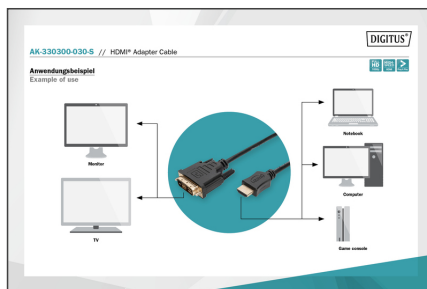 DIGITUS®
AK-330300-030-S // HDMI® Adapter Cable
Anwendungsbeispiel
Example of use
Monitor
TV
Notebook
Computer
Game console